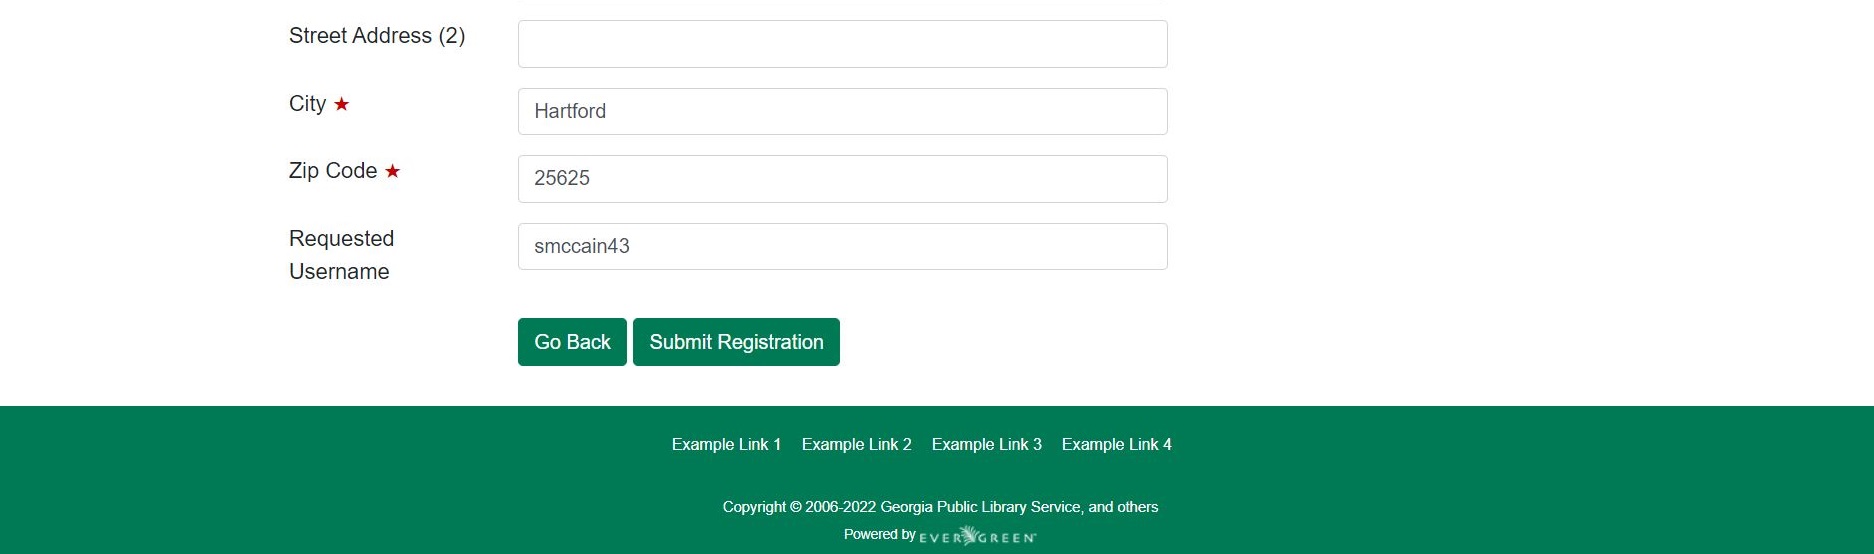 Street Address (2)
City ★
Hartford
Zip Code ★
25625
Requested
Username
smccain43
Go Back
Submit Registration
Example Link 1
Example Link 2
Example Link 3
Example Link 4
Copyright © 2006-2022 Georgia Public Library Service, and others
Powered by EVERGREEN